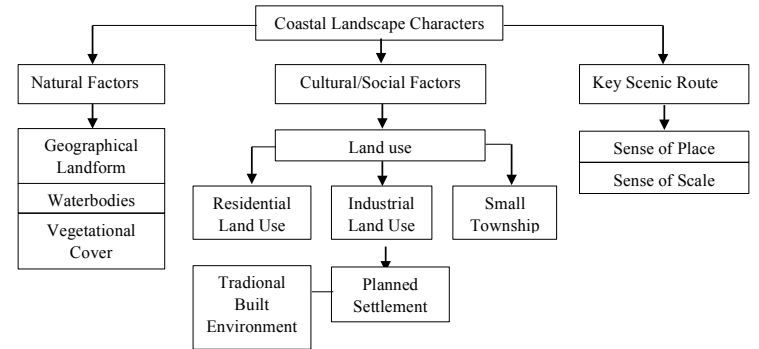 Coastal Landscape Characters
Natural Factors
Cultural/Social Factors
Key Scenic Route
Geographical
Landform
Waterbodies
Vegetational
Cover
Land use
Sense of Place
Sense of Scale
Residential
Land Use
Industrial
Land Use
Small
Township
Tradional
Built
Environment
Planned
Settlement